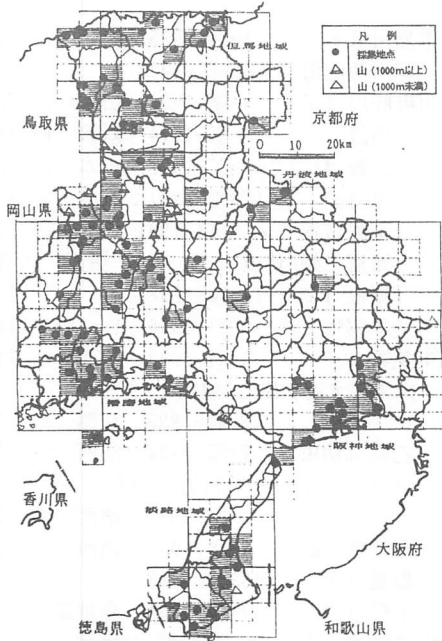 凡例
採集地点
山(1000m以上)
山(1000m未満)
但馬地域
鳥取県
京都府
0 10 20km
丹波地域
岡山県
播磨地域
阪神地域
香川県
淡路地域
大阪府
徳島県
和歌山県